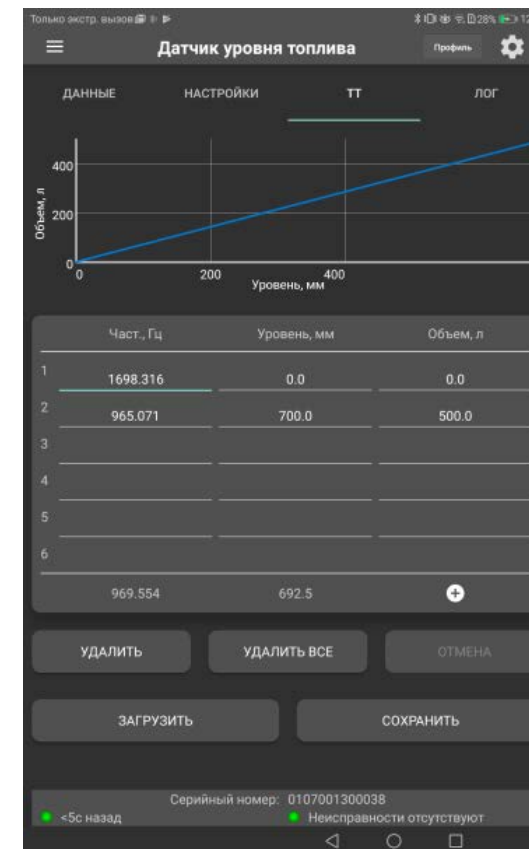 Только экстр. вызов 28% 12
Датчик уровня топлива Профиль
ДАННЫЕ НАСТРОЙКИ ТТ ЛОГ
400
200
0
Объем, л
0 200 400
Уровень, мм
Част., Гц Уровень, мм Объем, л
1 1698.316 0.0 0.0
2 965.071 700.0 500.0
3
4
5
6
969.554 692.5
УДАЛИТЬ УДАЛИТЬ ВСЕ ОТМЕНА
ЗАГРУЗИТЬ СОХРАНИТЬ
Серийный номер: 0107001300038
<5с назад Неисправности отсутствуют